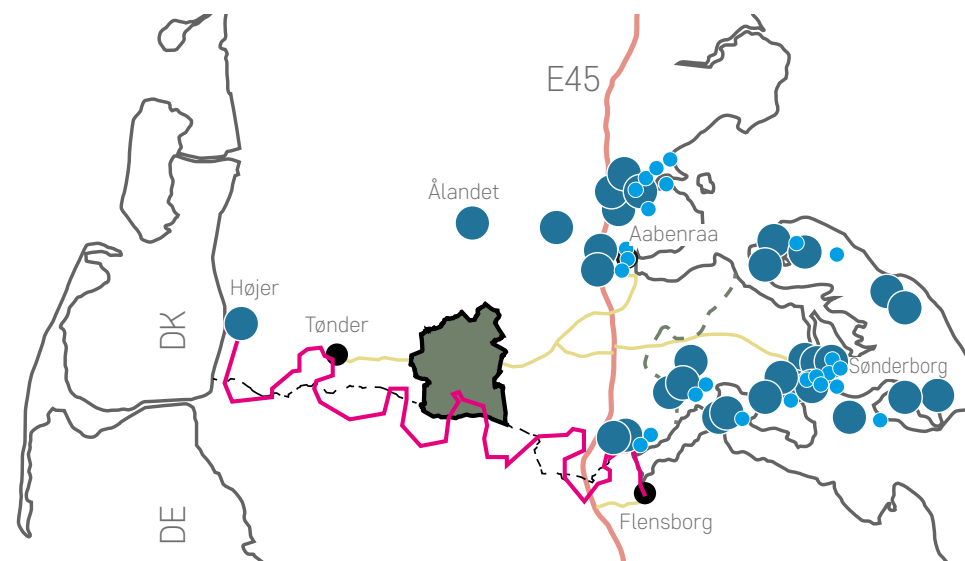 E45
Ålandet
Aabenraa
Højer
Tønder
DK
Sønderborg
DE
Flensborg